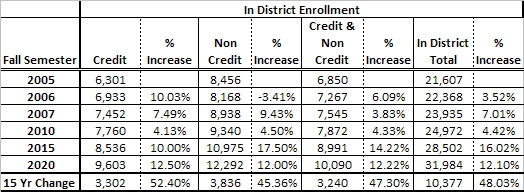 In District Enrollment
Fall Semester Credit % Increase Non Credit % Increase Credit & Non Credit % Increase In District Total % Increase
2005 6,301 8,456 6,850 21,607
2006 6,933 10.03% 8,168 -3.41% 7,267 6.09% 22,368 3.52%
2007 7,452 7.49% 8,938 9.43% 7,545 3.83% 23,935 7.01%
2010 7,760 4.13% 9,340 4.50% 7,872 4.33% 24,972 4.42%
2015 8,536 10.00% 10,975 17.50% 8,991 14.22% 28,502 16.02%
2020 9,603 12.50% 12,292 12.00% 10,090 12.22% 31,984 12.10%
15 Yr Change 3,302 52.40% 3,836 45.36% 3,240 47.30% 10,377 48.03%